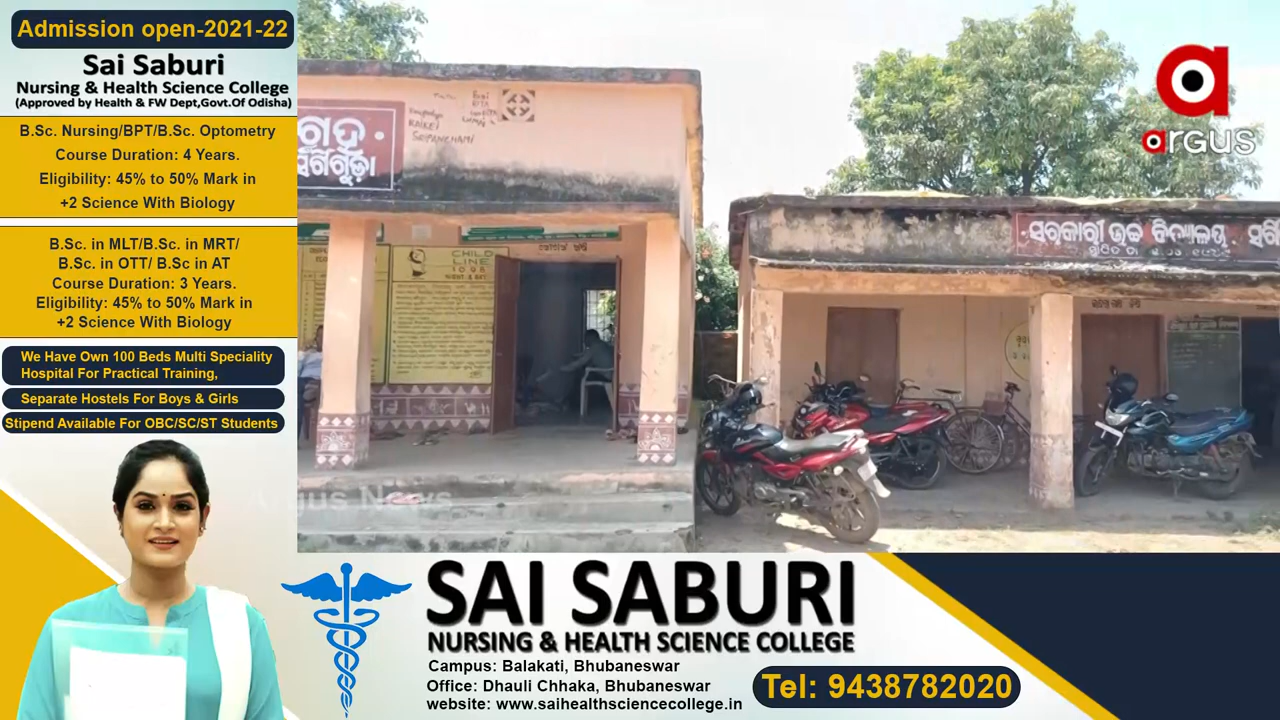 Admission open-2021-22
Sai Saburi
Nursing & Health Science College
(Approved by Health & FW Dept,Govt.Of Odisha)
B.Sc. Nursing/BPT/B.Sc. Optometry
Course Duration: 4 Years.
Eligibility: 45% to 50% Mark in
+2 Science With Biology
B.Sc. in MLT/B.Sc. in MRT/
B.Sc. in OTT/ B.Sc in AT
Course Duration: 3 Years.
Eligibility: 45% to 50% Mark in
+2 Science With Biology
We Have Own 100 Beds Multi Speciality
Hospital For Practical Training,
Separate Hostels For Boys & Girls
Stipend Available For OBC/SC/ST Students
argus
ସରକାରୀ ଉଚ୍ଚ ବିଦ୍ୟାଳୟ,
CHILD
LINE
1098
NIGHT & DAY
Argus News
SAI SABURI
NURSING & HEALTH SCIENCE COLLEGE
Campus: Balakati, Bhubaneswar
Office: Dhauli Chhaka, Bhubaneswar
website: www.saihealthsciencecollege.in
Tel: 9438782020